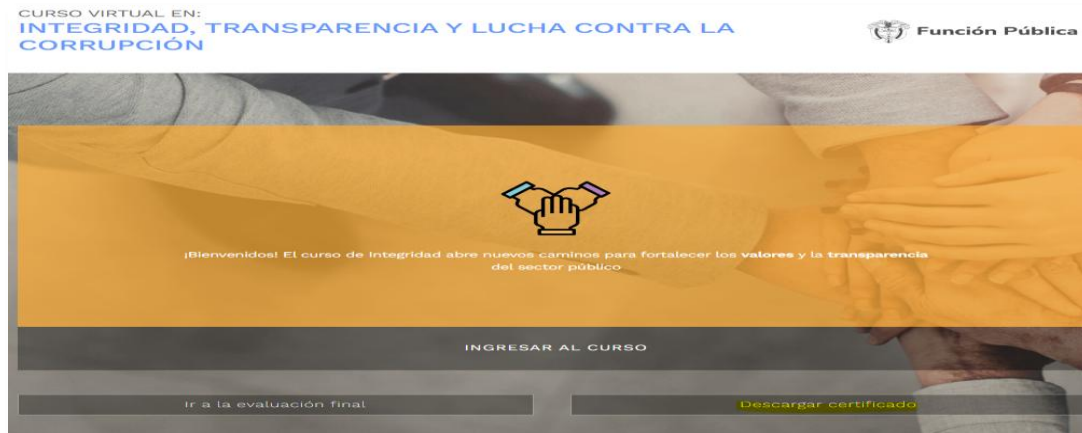 CURSO VIRTUAL EN:
INTEGRIDAD, TRANSPARENCIA Y LUCHA CONTRA LA
CORRUPCIÓN
Función Pública
¡Bienvenidos! El curso de Integridad abre nuevos caminos para fortalecer los valores y la transparencia
del sector público
INGRESAR AL CURSO
Ir a la evaluación final
Descargar certificado